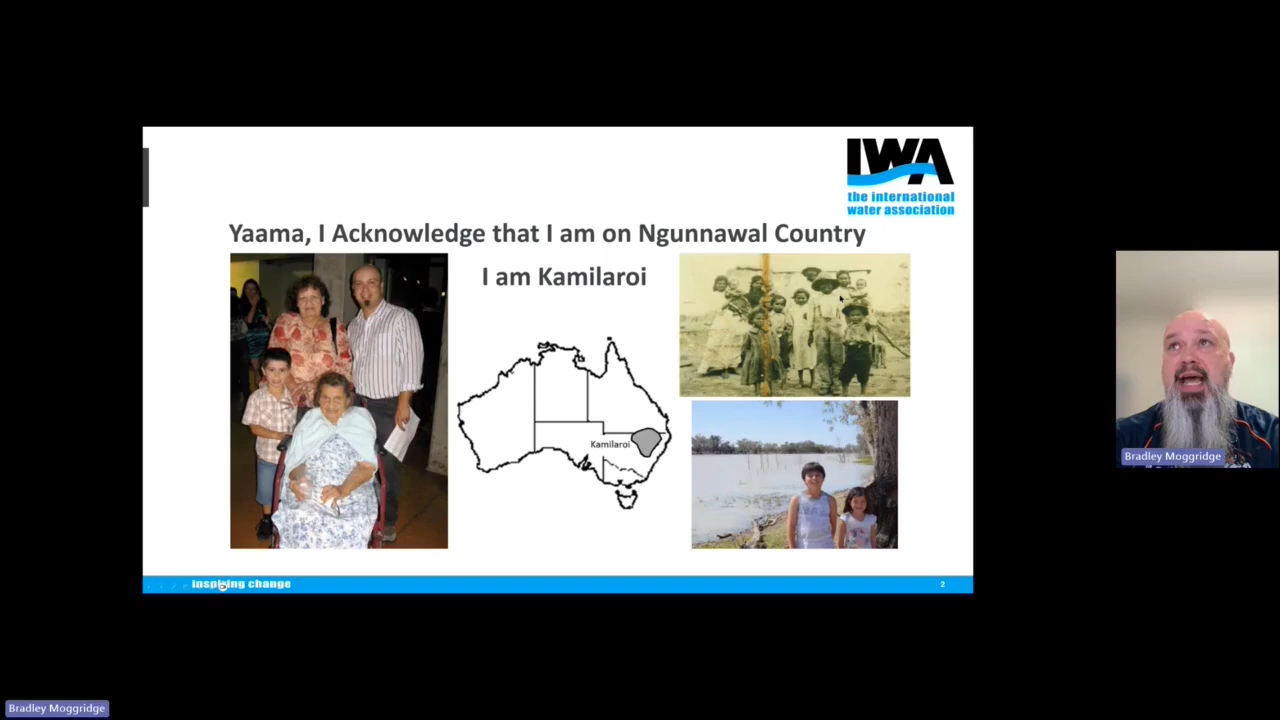 IWA
the international
water association
Yaama, I Acknowledge that I am on Ngunnawal Country
I am Kamilaroi
Kamilaroi
inspiring change
2
Bradley Moggridge
Bradley Moggridge